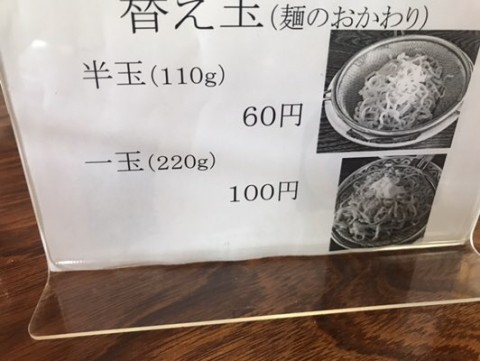 替え玉(麺のおかわり)
半玉(110g)
60円
一玉(220g)
100円